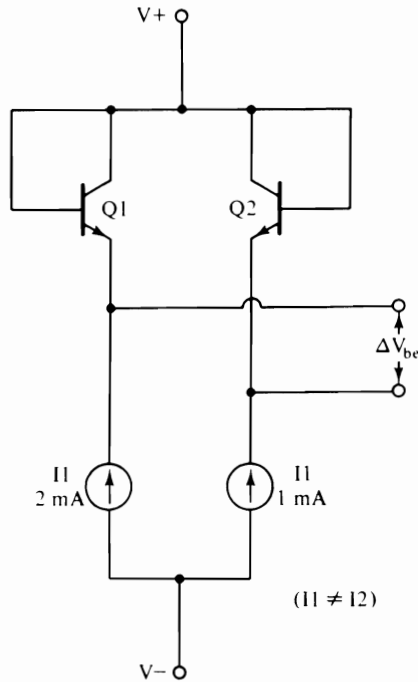 V+
Q1
Q2
ΔVbe
I1
2 mA
I1
1 mA
(I1 ≠ I2)
V−